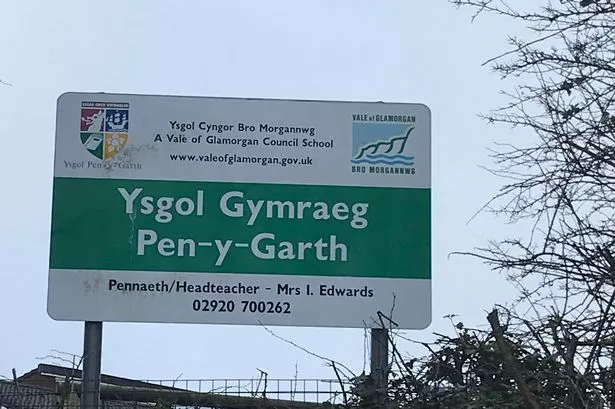 Ysgol Cyngor Bro Morgannwg
A Vale of Glamorgan Council School
www.valeofglamorgan.gov.uk
Ysgol Pen-y-Garth
VALE of GLAMORGAN
BRO MORGANNWG
Ysgol Gymraeg
Pen-y-Garth
Pennaeth/Headteacher - Mrs I. Edwards
02920 700262